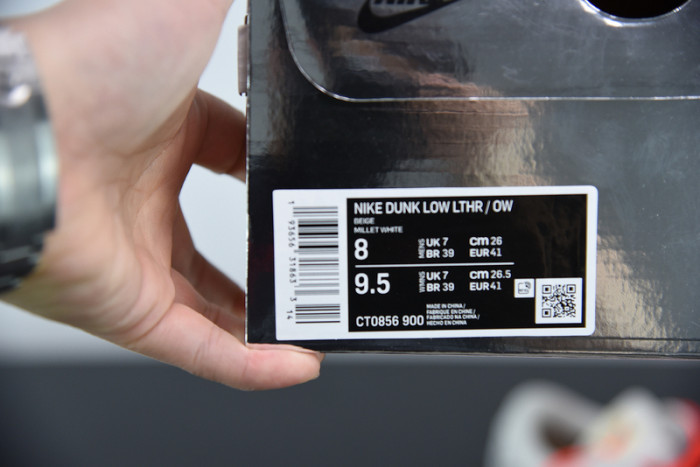 NIKE DUNK LOW LTHR / OW
BEIGE
MILLET WHITE
8 MENS UK 7 cm 26
BR 39 EUR 41
9.5 WMNS UK 7 cm 26.5
BR 39 EUR 41
CT0856 900
MADE IN CHINA/
FABRIQUE EN CHINE/
FABRICADO NA CHINA/
HECHO EN CHINA